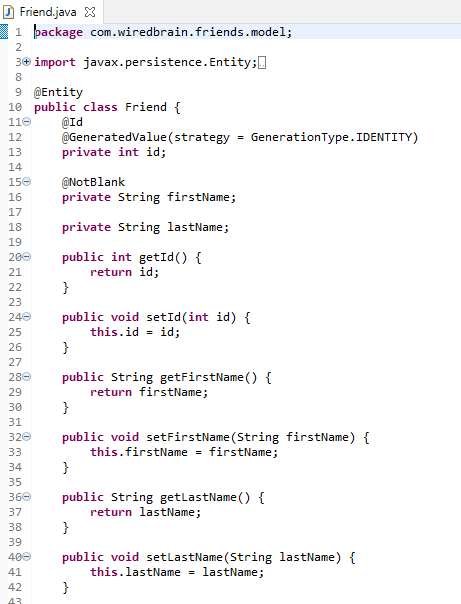 Friend.java
1 package com.wiredbrain.friends.model;
2
3 import javax.persistence.Entity;
8
9 @Entity
10 public class Friend {
11 @Id
12 @GeneratedValue(strategy = GenerationType.IDENTITY)
13 private int id;
14
15 @NotBlank
16 private String firstName;
17
18 private String lastName;
19
20 public int getId() {
21 return id;
22 }
23
24 public void setId(int id) {
25 this.id = id;
26 }
27
28 public String getFirstName() {
29 return firstName;
30 }
31
32 public void setFirstName(String firstName) {
33 this.firstName = firstName;
34 }
35
36 public String getLastName() {
37 return lastName;
38 }
39
40 public void setLastName(String lastName) {
41 this.lastName = lastName;
42 }
43